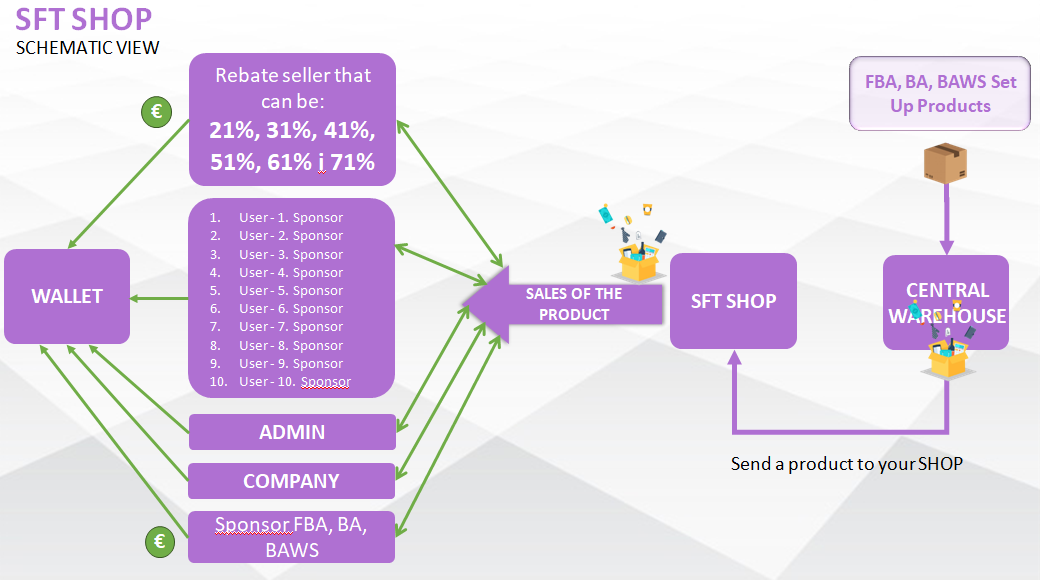 SFT SHOP
SCHEMATIC VIEW
Rebate seller that
can be:
21%, 31%, 41%,
51%, 61% i 71%
€
FBA, BA, BAWS Set
Up Products
1. User - 1. Sponsor
2. User - 2. Sponsor
3. User - 3. Sponsor
4. User - 4. Sponsor
5. User - 5. Sponsor
6. User - 6. Sponsor
7. User - 7. Sponsor
8. User - 8. Sponsor
9. User - 9. Sponsor
10. User - 10. Sponsor
WALLET
SALES OF THE
PRODUCT
SFT SHOP
CENTRAL
WAREHOUSE
ADMIN
COMPANY
Sponsor FBA, BA,
BAWS
€
Send a product to your SHOP